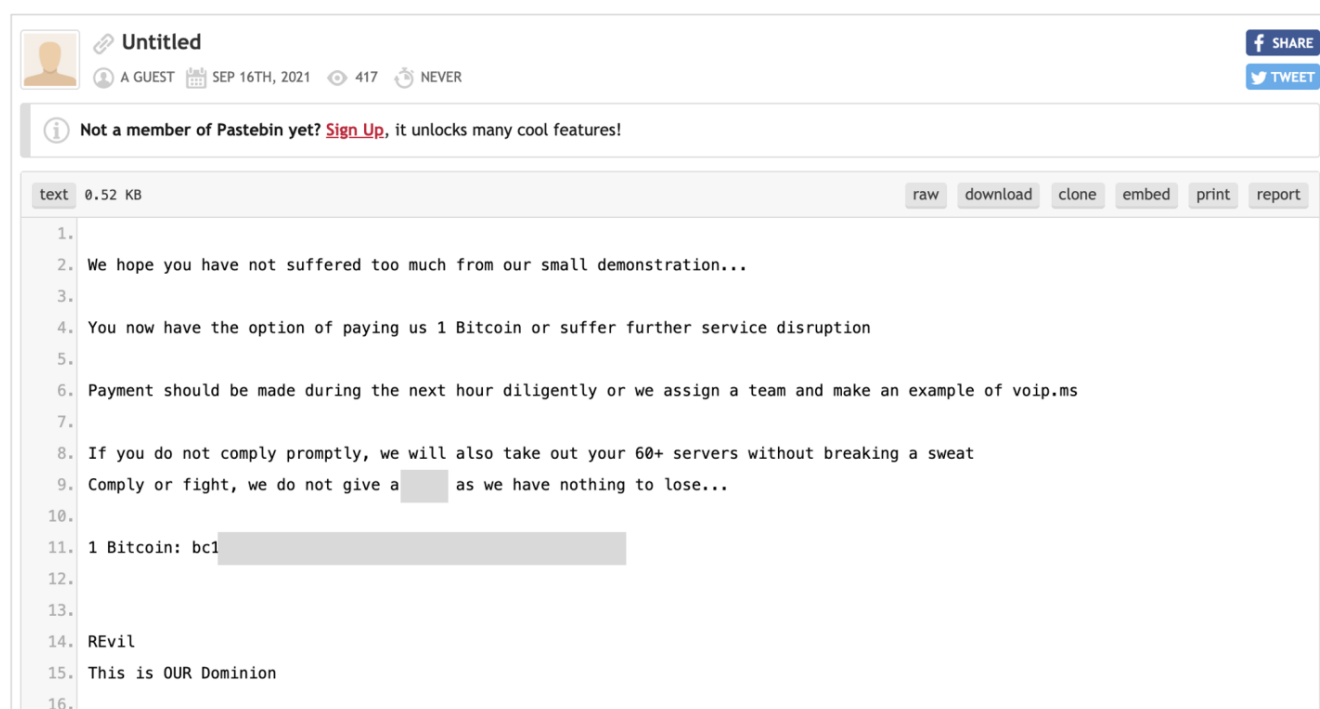 Untitled
SHARE
A GUEST SEP 16TH, 2021 417 NEVER
TWEET
Not a member of Pastebin yet? Sign Up, it unlocks many cool features!
text 0.52 KB raw download clone embed print report
1.
2. We hope you have not suffered too much from our small demonstration...
3.
4. You now have the option of paying us 1 Bitcoin or suffer further service disruption
5.
6. Payment should be made during the next hour diligently or we assign a team and make an example of voip.ms
7.
8. If you do not comply promptly, we will also take out your 60+ servers without breaking a sweat
9. Comply or fight, we do not give a as we have nothing to lose...
10.
11. 1 Bitcoin: bc1
12.
13.
14. REvil
15. This is OUR Dominion
16.